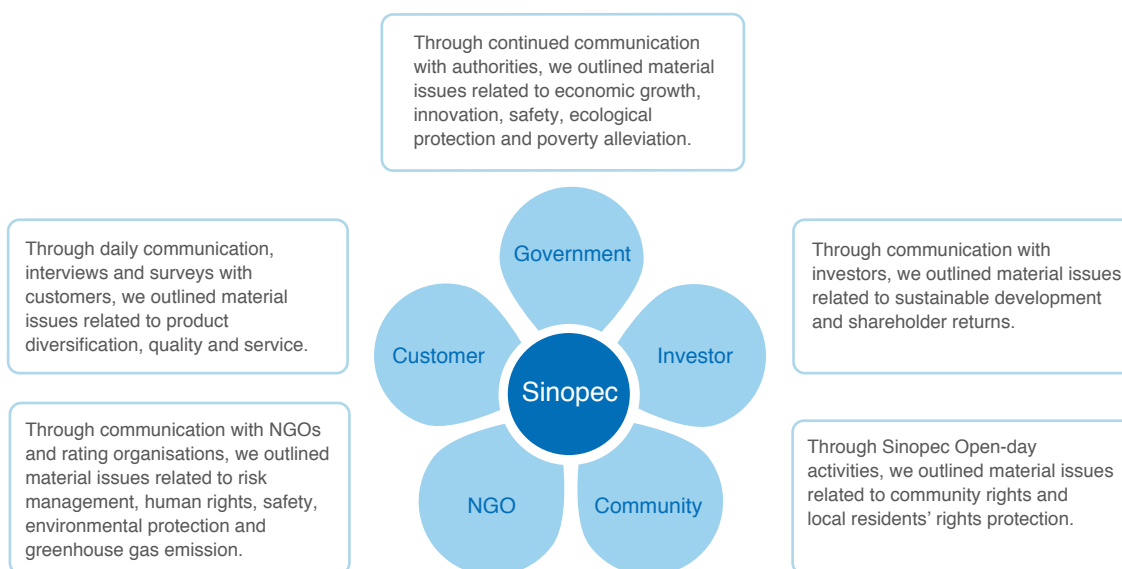 Through continued communication
with authorities, we outlined material
issues related to economic growth,
innovation, safety, ecological
protection and poverty alleviation.
Through daily communication,
interviews and surveys with
customers, we outlined material
issues related to product
diversification, quality and service.
Government
Through communication with
investors, we outlined material issues
related to sustainable development
and shareholder returns.
Customer
Investor
Sinopec
Through communication with NGOs
and rating organisations, we outlined
material issues related to risk
management, human rights, safety,
environmental protection and
greenhouse gas emission.
NGO
Community
Through Sinopec Open-day
activities, we outlined material issues
related to community rights and
local residents’ rights protection.